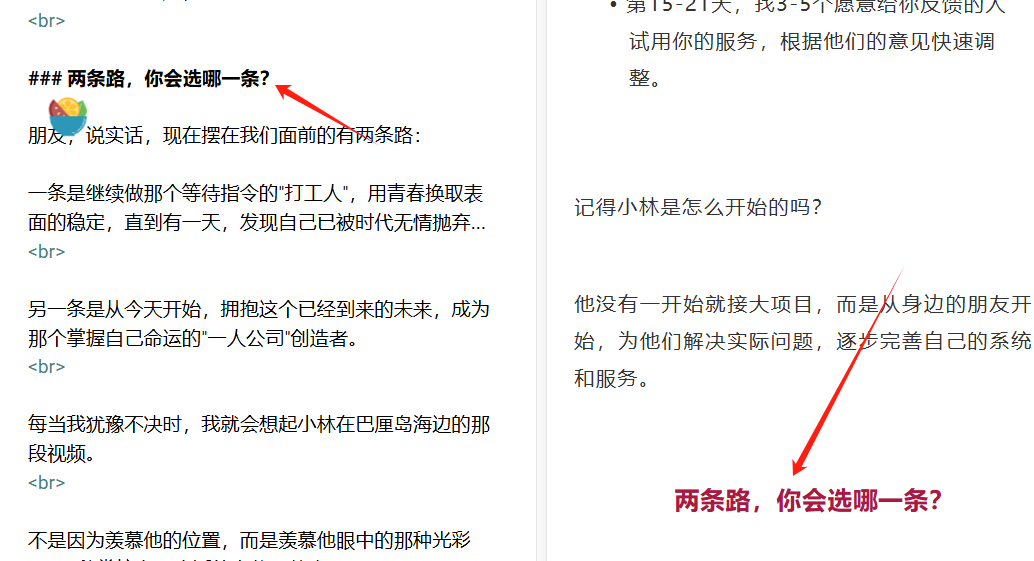 <br>
### 两条路，你会选哪一条？
朋友，说实话，现在摆在我们面前的有两条路：
一条是继续做那个等待指令的"打工人"，用青春换取表
面的稳定，直到有一天，发现自己已被时代无情抛弃...
<br>
另一条是从今天开始，拥抱这个已经到来的未来，成为
那个掌握自己命运的"一人公司"创造者。
<br>
每当我犹豫不决时，我就会想起小林在巴厘岛海边的那
段视频。
<br>
不是因为羡慕他的位置，而是羡慕他眼中的那种光彩
• 第15-21天，找3-5个愿意给你反馈的人
试用你的服务，根据他们的意见快速调
整。
记得小林是怎么开始的吗？
他没有一开始就接大项目，而是从身边的朋友开
始，为他们解决实际问题，逐步完善自己的系统
和服务。
两条路，你会选哪一条？